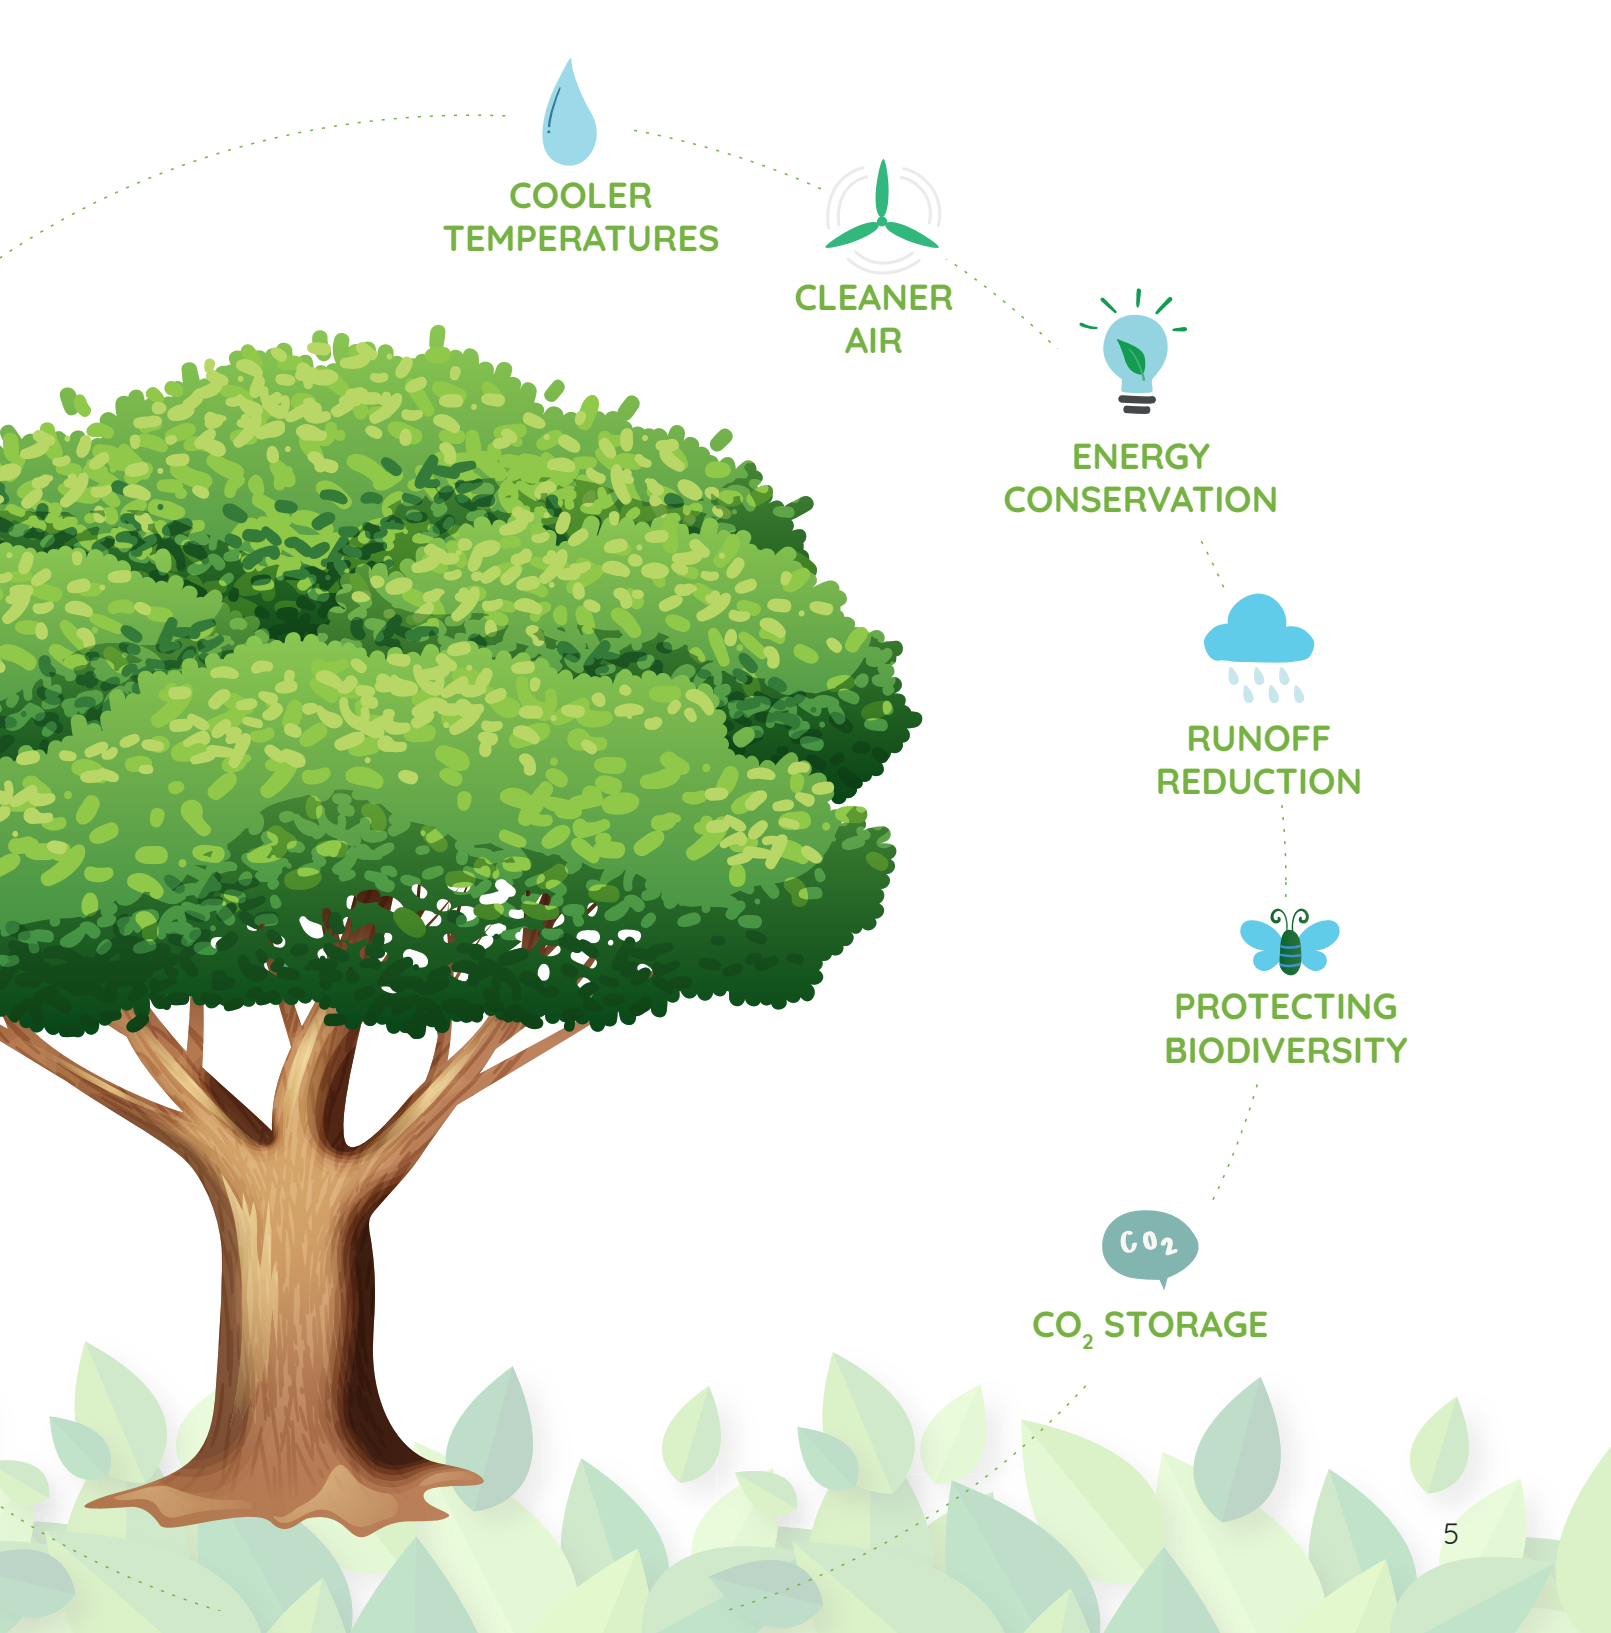 COOLER
TEMPERATURES
CLEANER
AIR
ENERGY
CONSERVATION
RUNOFF
REDUCTION
PROTECTING
BIODIVERSITY
CO2
CO₂ STORAGE
5